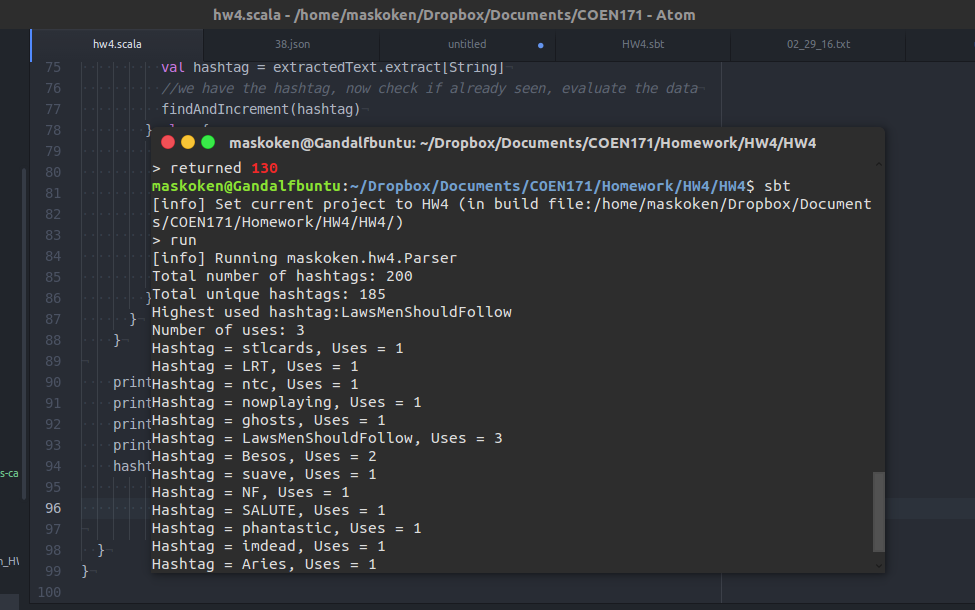 hw4.scala - /home/maskoken/Dropbox/Documents/COEN171 - Atom
hw4.scala 38.json untitled HW4.sbt 02_29_16.txt
75 val hashtag = extractedText.extract[String]
76 //we have the hashtag, now check if already seen, evaluate the data
77 findAndIncrement(hashtag)
78 }
79
80
81
82
83
84
85
86 }
87 }
88 }
89
90 print
91 print
92 print
93 print
94 hasht
95
96
97
98 }
99 }
100
s-ca
n_HW
maskoken@Gandalfbuntu: ~/Dropbox/Documents/COEN171/Homework/HW4/HW4
> returned 130
maskoken@Gandalfbuntu:~/Dropbox/Documents/COEN171/Homework/HW4/HW4$ sbt
[info] Set current project to HW4 (in build file:/home/maskoken/Dropbox/Document
s/COEN171/Homework/HW4/HW4/)
> run
[info] Running maskoken.hw4.Parser
Total number of hashtags: 200
Total unique hashtags: 185
Highest used hashtag:LawsMenShouldFollow
Number of uses: 3
Hashtag = stlcards, Uses = 1
Hashtag = LRT, Uses = 1
Hashtag = ntc, Uses = 1
Hashtag = nowplaying, Uses = 1
Hashtag = ghosts, Uses = 1
Hashtag = LawsMenShouldFollow, Uses = 3
Hashtag = Besos, Uses = 2
Hashtag = suave, Uses = 1
Hashtag = NF, Uses = 1
Hashtag = SALUTE, Uses = 1
Hashtag = phantastic, Uses = 1
Hashtag = imdead, Uses = 1
Hashtag = Aries, Uses = 1